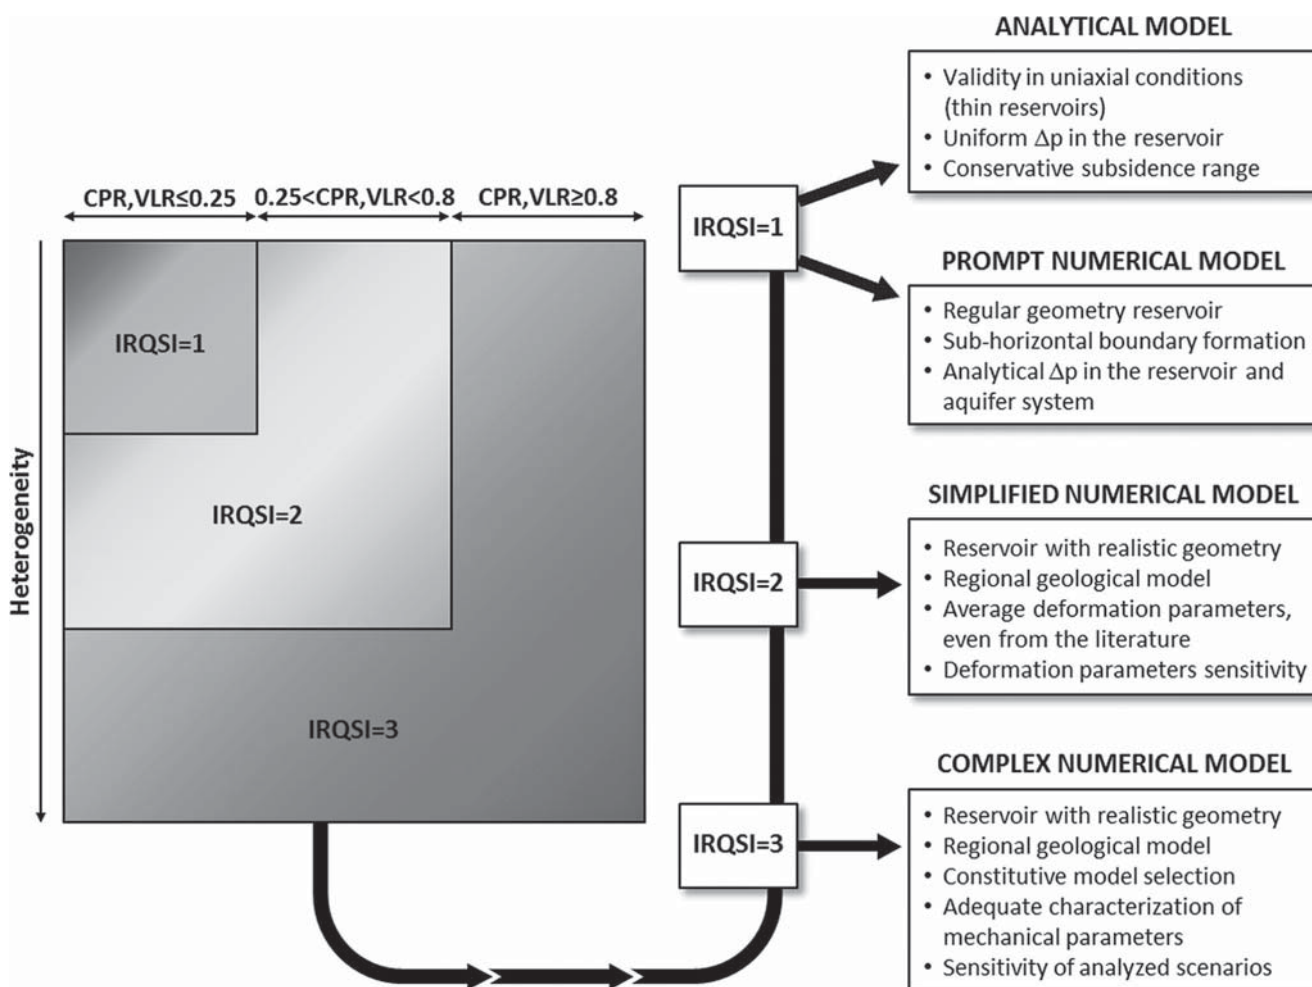 CPR,VLR≤0.25
0.25<CPR,VLR<0.8
CPR,VLR≥0.8
Heterogeneity
IRQSI=1
IRQSI=2
IRQSI=3
IRQSI=1
IRQSI=2
IRQSI=3
ANALYTICAL MODEL
• Validity in uniaxial conditions
(thin reservoirs)
• Uniform Δp in the reservoir
• Conservative subsidence range
PROMPT NUMERICAL MODEL
• Regular geometry reservoir
• Sub-horizontal boundary formation
• Analytical Δp in the reservoir and
aquifer system
SIMPLIFIED NUMERICAL MODEL
• Reservoir with realistic geometry
• Regional geological model
• Average deformation parameters,
even from the literature
• Deformation parameters sensitivity
COMPLEX NUMERICAL MODEL
• Reservoir with realistic geometry
• Regional geological model
• Constitutive model selection
• Adequate characterization of
mechanical parameters
• Sensitivity of analyzed scenarios